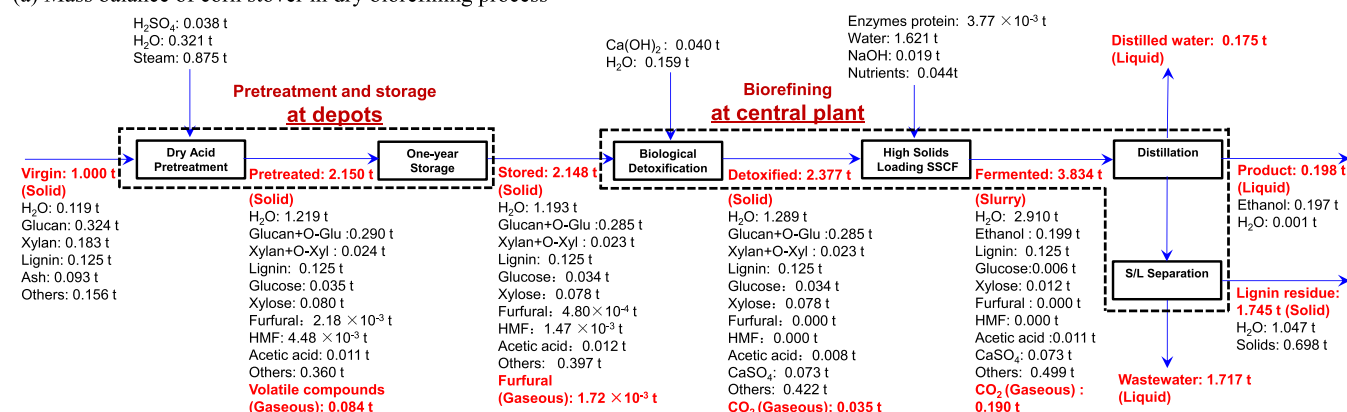 (a) Mass balance of corn stover in dry biorefining process
H₂SO₄: 0.038 t
H₂O: 0.321 t
Steam: 0.875 t
Ca(OH)₂ : 0.040 t
H₂O: 0.159 t
Enzymes protein: 3.77 ×10⁻³ t
Water: 1.621 t
NaOH: 0.019 t
Nutrients: 0.044t
Distilled water: 0.175 t
(Liquid)
Pretreatment and storage
at depots
Biorefining
at central plant
Dry Acid
Pretreatment
One-year
Storage
Biological
Detoxification
High Solids
Loading SSCF
Distillation
Virgin: 1.000 t
(Solid)
H₂O: 0.119 t
Glucan: 0.324 t
Xylan: 0.183 t
Lignin: 0.125 t
Ash: 0.093 t
Others: 0.156 t
Pretreated: 2.150 t
(Solid)
H₂O: 1.219 t
Glucan+O-Glu :0.290 t
Xylan+O-Xyl : 0.024 t
Lignin: 0.125 t
Glucose: 0.035 t
Xylose: 0.080 t
Furfural: 2.18 ×10⁻³ t
HMF: 4.48 ×10⁻³ t
Acetic acid: 0.011 t
Others: 0.360 t
Volatile compounds
(Gaseous): 0.084 t
Stored: 2.148 t
(Solid)
H₂O: 1.193 t
Glucan+O-Glu :0.285 t
Xylan+O-Xyl : 0.023 t
Lignin: 0.125 t
Glucose: 0.034 t
Xylose: 0.078 t
Furfural: 4.80×10⁻⁴ t
HMF: 1.47 ×10⁻³ t
Acetic acid: 0.012 t
Others: 0.397 t
Furfural
(Gaseous): 1.72 ×10⁻³ t
Detoxified: 2.377 t
(Solid)
H₂O: 1.289 t
Glucan+O-Glu :0.285 t
Xylan+O-Xyl : 0.023 t
Lignin: 0.125 t
Glucose: 0.034 t
Xylose: 0.078 t
Furfural: 0.000 t
HMF: 0.000 t
Acetic acid: 0.008 t
CaSO₄: 0.073 t
Others: 0.422 t
CO₂ (Gaseous): 0.035 t
Fermented: 3.834 t
(Slurry)
H₂O: 2.910 t
Ethanol : 0.199 t
Lignin: 0.125 t
Glucose:0.006 t
Xylose: 0.012 t
Furfural : 0.000 t
HMF: 0.000 t
Acetic acid :0.011 t
CaSO₄: 0.073 t
Others: 0.499 t
CO₂ (Gaseous) :
0.190 t
Product: 0.198 t
(Liquid)
Ethanol: 0.197 t
H₂O: 0.001 t
S/L Separation
Lignin residue:
1.745 t (Solid)
H₂O: 1.047 t
Solids: 0.698 t
Wastewater: 1.717 t
(Liquid)